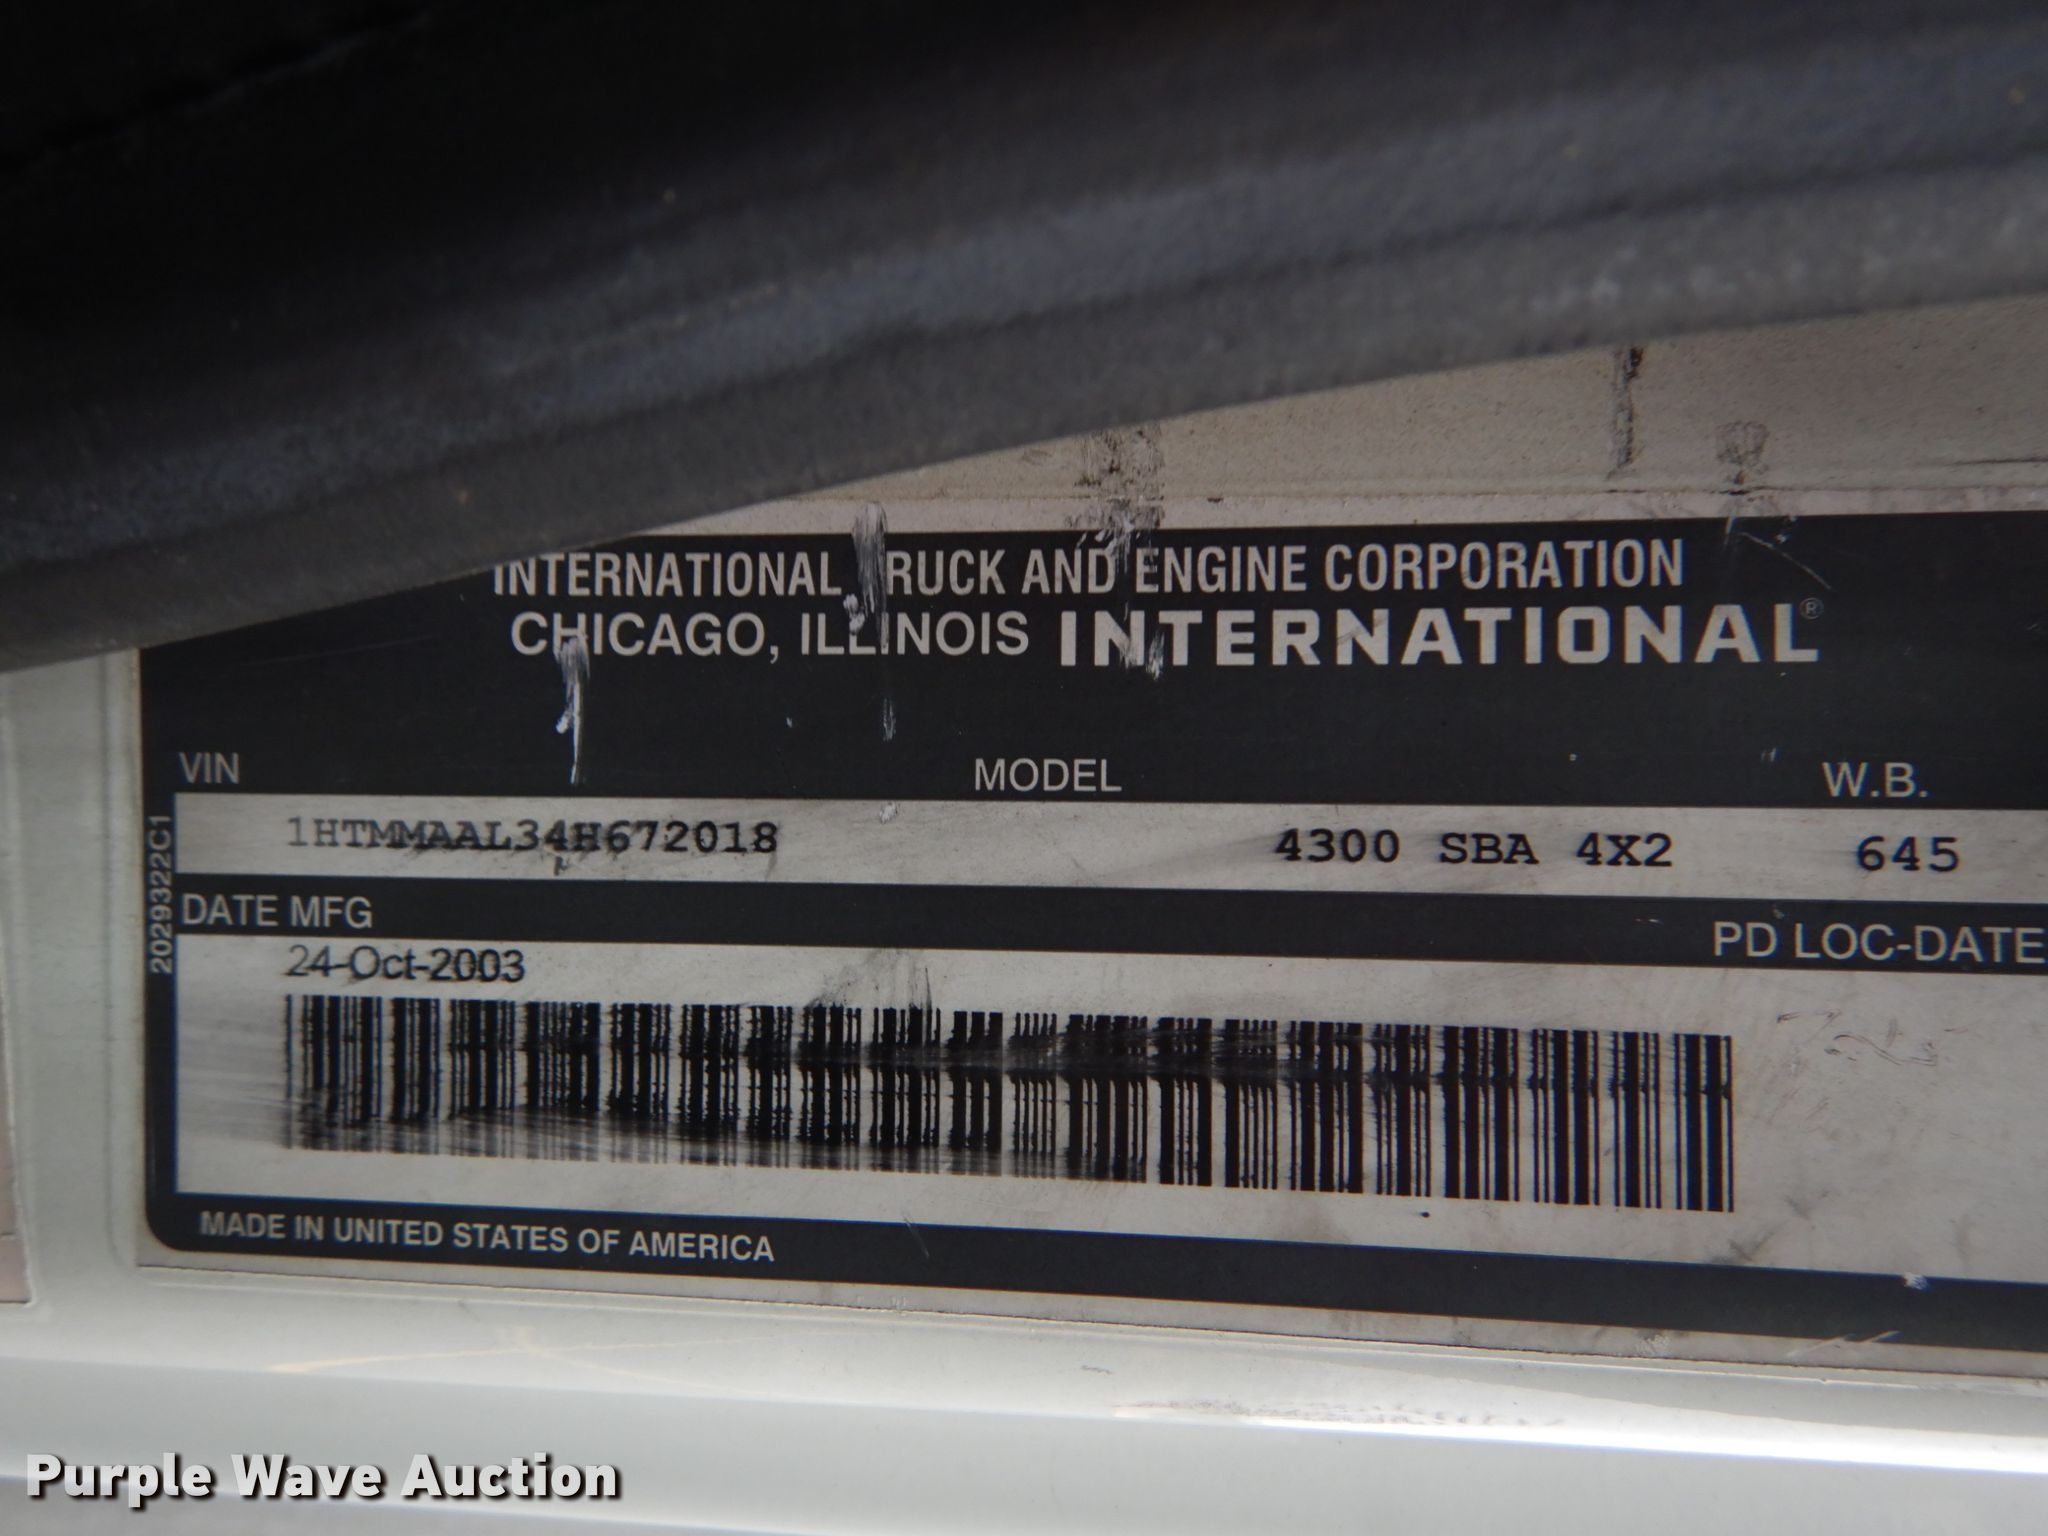 INTERNATIONAL TRUCK AND ENGINE CORPORATION
CHICAGO, ILLINOIS INTERNATIONAL®
VIN MODEL W.B.
1HTMMAAL34H672018 4300 SBA 4X2 645
2029322C1
DATE MFG PD LOC-DATE
24-Oct-2003
MADE IN UNITED STATES OF AMERICA
Purple Wave Auction